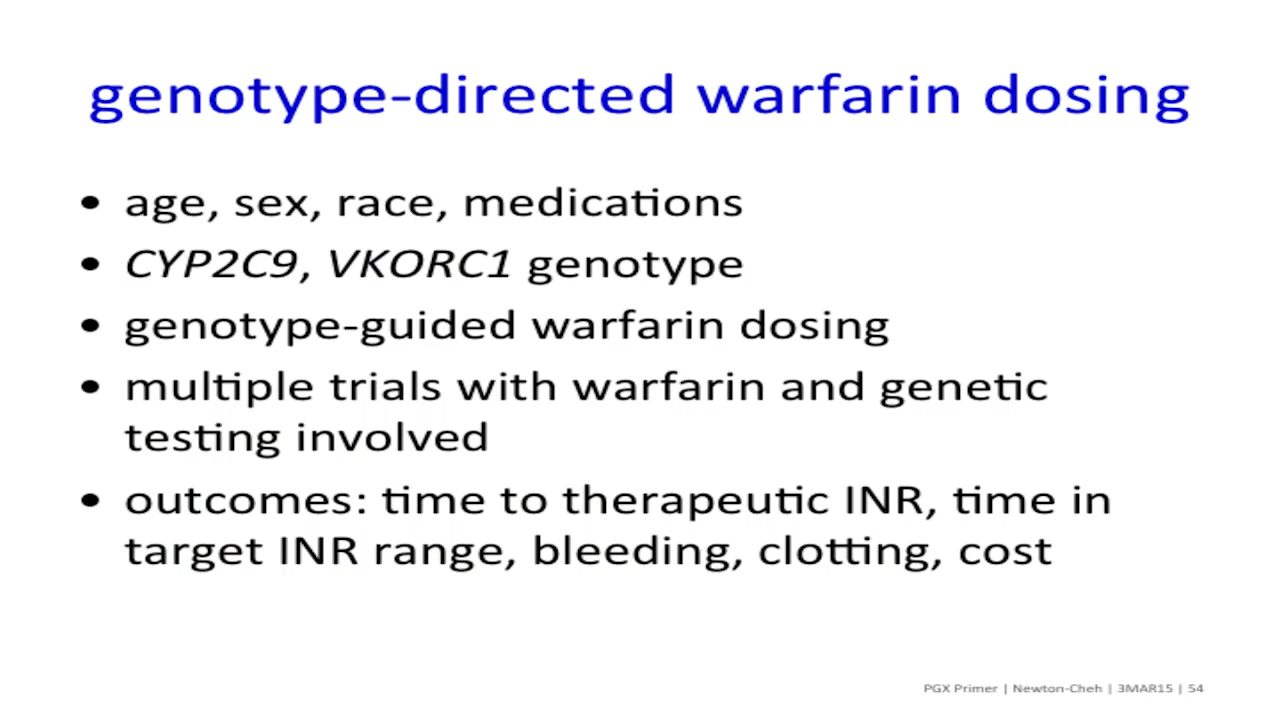 genotype-directed warfarin dosing
• age, sex, race, medications
• CYP2C9, VKORC1 genotype
• genotype-guided warfarin dosing
• multiple trials with warfarin and genetic
testing involved
• outcomes: time to therapeutic INR, time in
target INR range, bleeding, clotting, cost
PGX Primer | Newton-Cheh | 3MAR15 | 54